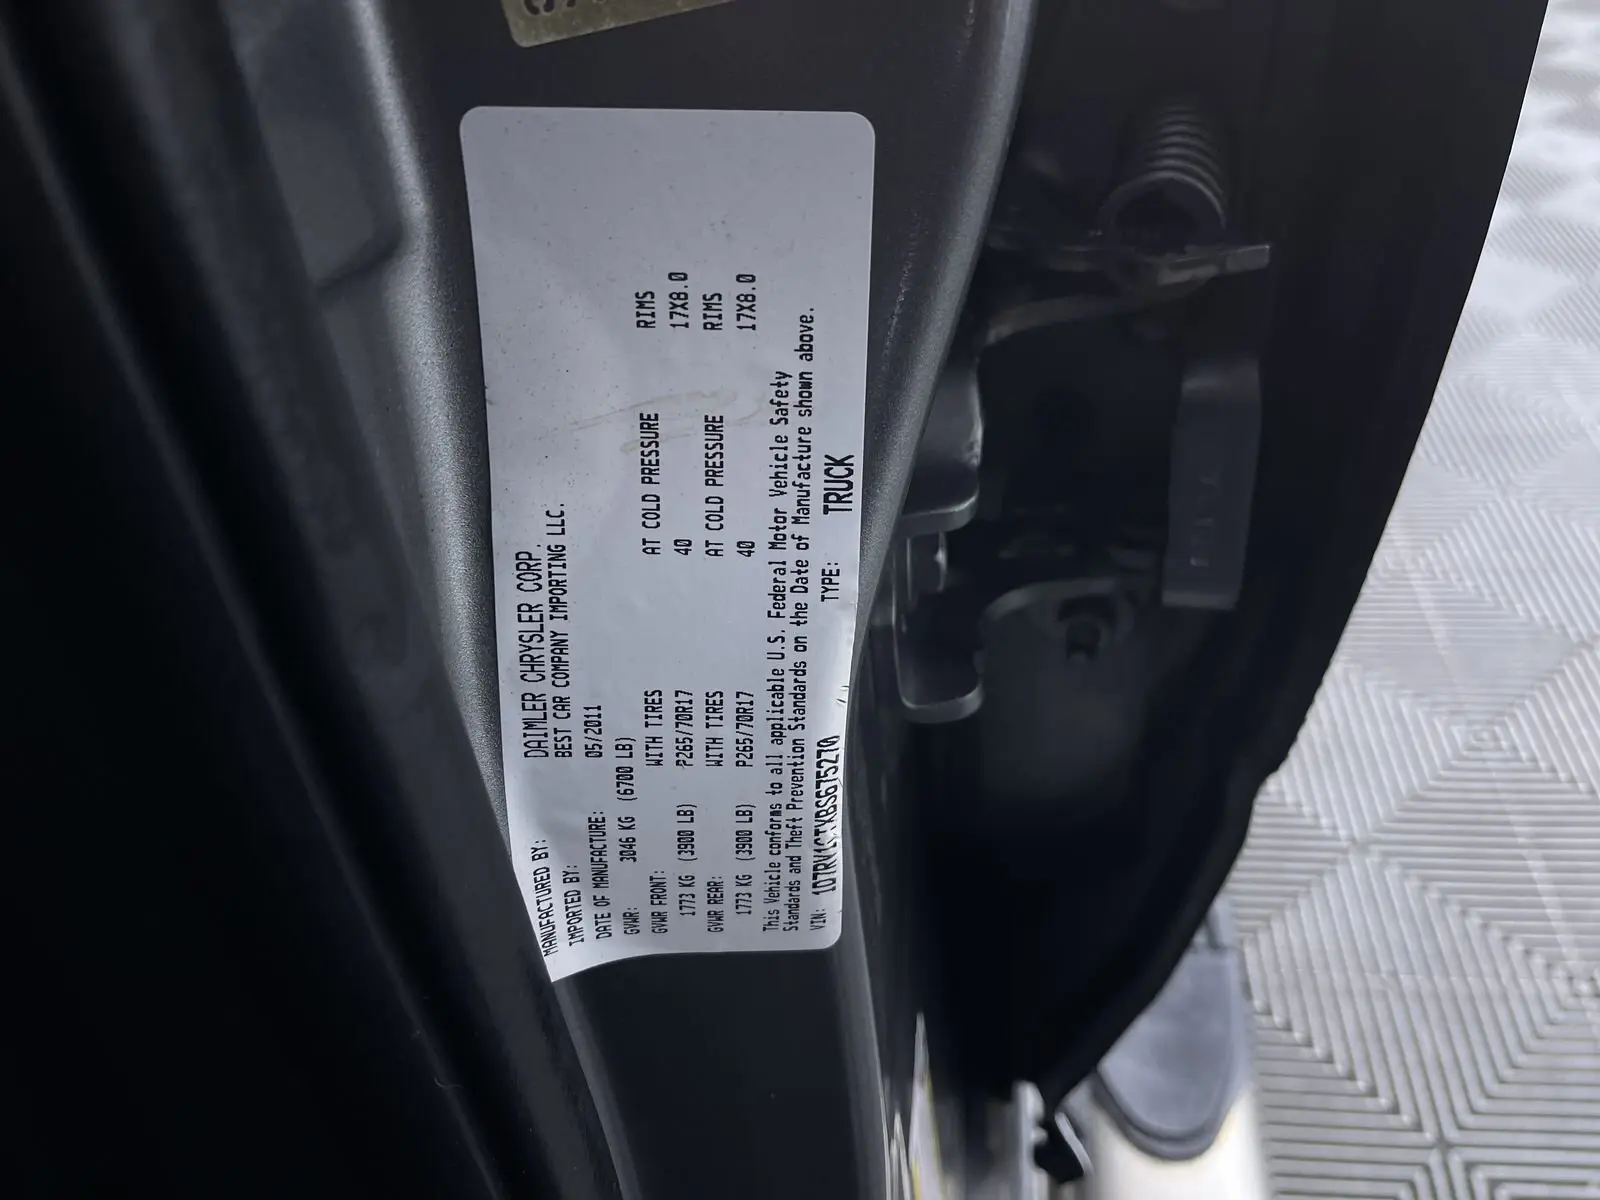 MANUFACTURED BY: DAIMLER CHRYSLER CORP.
IMPORTED BY: BEST CAR COMPANY IMPORTING LLC.
DATE OF MANUFACTURE: 05/2011
GVWR: 3046 KG (6700 LB)
GVWR FRONT: WITH TIRES AT COLD PRESSURE RIMS
1773 KG (3900 LB) P265/70R17 40 17X8.0
GVWR REAR: WITH TIRES AT COLD PRESSURE RIMS
1773 KG (3900 LB) P265/70R17 40 17X8.0
This Vehicle conforms to all applicable U.S. Federal Motor Vehicle Safety
Standards and Theft Prevention Standards on the Date of Manufacture shown above.
VIN: TYPE: TRUCK